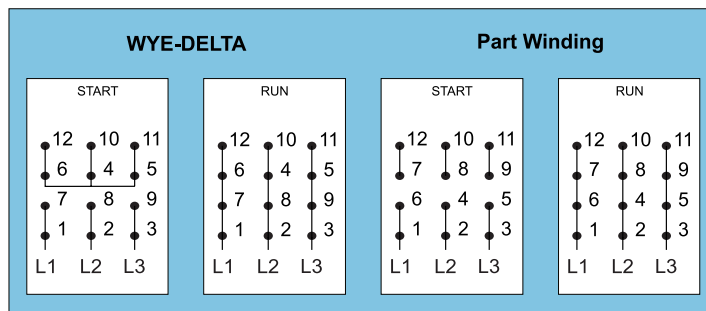 WYE-DELTA Part Winding
START RUN START RUN
12 10 11 12 10 11 12 10 11 12 10 11
6 4 5 6 4 5 7 8 9 7 8 9
7 8 9 7 8 9 6 4 5 6 4 5
1 2 3 1 2 3 1 2 3 1 2 3
L1 L2 L3 L1 L2 L3 L1 L2 L3 L1 L2 L3